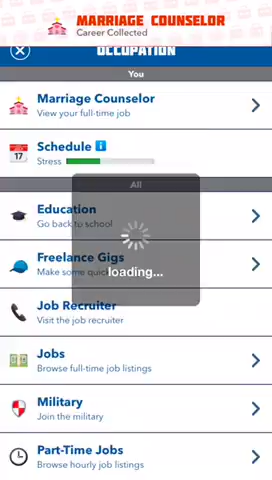 MARRIAGE COUNSELOR
Career Collected
OCCUPATION
You
Marriage Counselor
View your full-time job
17
Schedule
Stress
All
Education
Go back to school
Freelance Gigs
Make some quick
loading...
Job Recruiter
Visit the job recruiter
Jobs
Browse full-time job listings
Military
Join the military
Part-Time Jobs
Browse hourly job listings